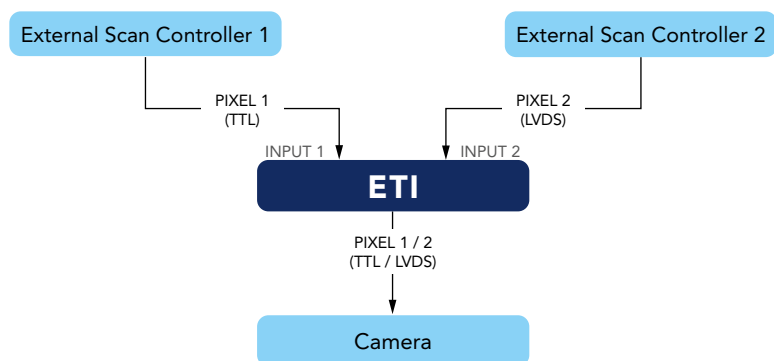 External Scan Controller 1
External Scan Controller 2
PIXEL 1
(TTL)
PIXEL 2
(LVDS)
INPUT 1
INPUT 2
ETI
PIXEL 1 / 2
(TTL / LVDS)
Camera